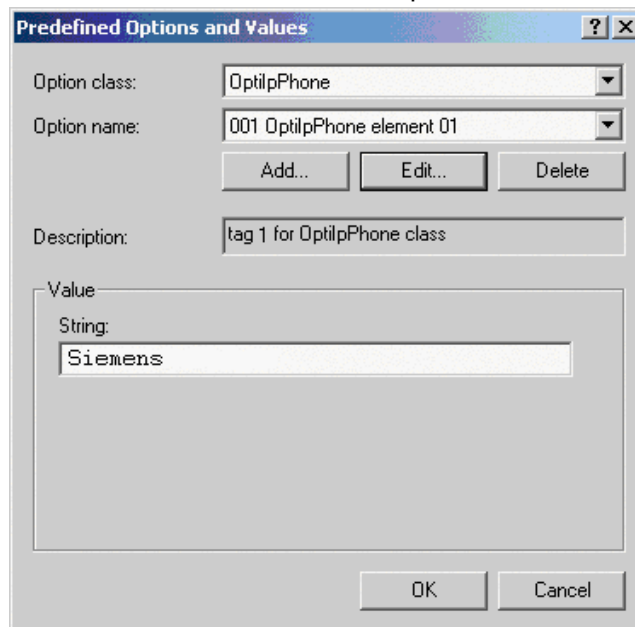 Predefined Options and Values ? X
Option class: OptiIpPhone
Option name: 001 OptiIpPhone element 01
Add... Edit... Delete
Description: tag 1 for OptiIpPhone class
Value
String:
Siemens
OK Cancel